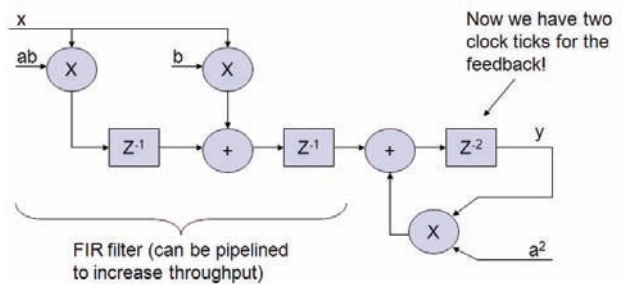 x
Now we have two
clock ticks for the
feedback!
ab
X
b
X
Z-1
+
Z-1
+
Z-2
y
X
a2
FIR filter (can be pipelined
to increase throughput)